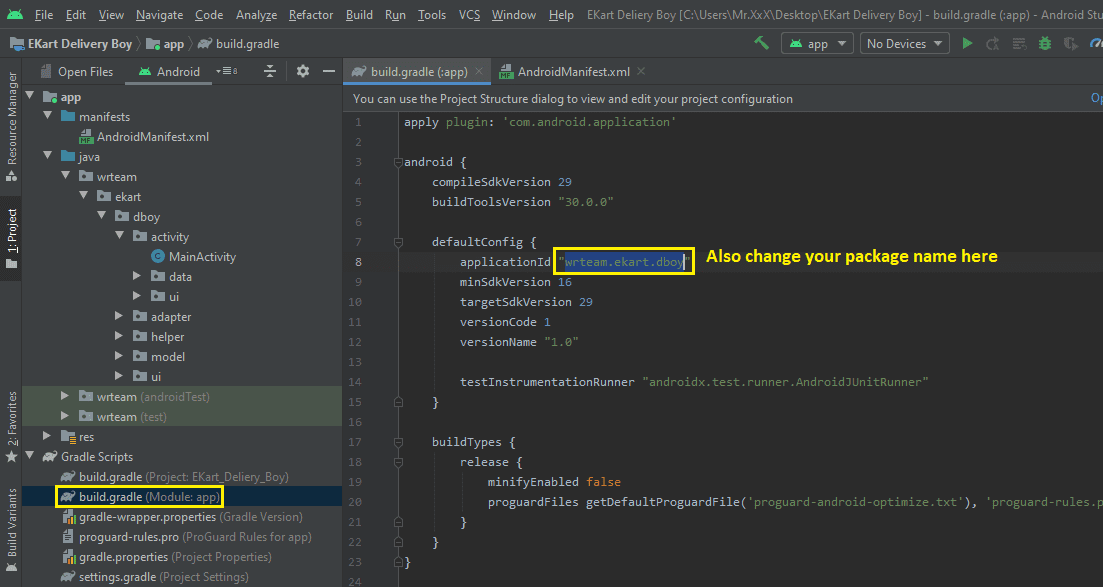 File Edit View Navigate Code Analyze Refactor Build Run Tools VCS Window Help EKart Deliery Boy [C:\Users\Mr.XxX\Desktop\EKart Delivery Boy] - build.gradle (:app) - Android Stu
EKart Delivery Boy app build.gradle
app No Devices
Open Files Android 8
build.gradle (:app) AndroidManifest.xml
You can use the Project Structure dialog to view and edit your project configuration Op
Resource Manager
1: Project
2: Favorites
Build Variants
app
manifests
AndroidManifest.xml
java
wrteam
ekart
dboy
activity
MainActivity
data
ui
adapter
helper
model
ui
wrteam (androidTest)
wrteam (test)
res
Gradle Scripts
build.gradle (Project: EKart_Deliery_Boy)
build.gradle (Module: app)
gradle-wrapper.properties (Gradle Version)
proguard-rules.pro (ProGuard Rules for app)
gradle.properties (Project Properties)
settings.gradle (Project Settings)
1 apply plugin: 'com.android.application'
2
3 android {
4 compileSdkVersion 29
5 buildToolsVersion "30.0.0"
6
7 defaultConfig {
8 applicationId "wrteam.ekart.dboy" Also change your package name here
9 minSdkVersion 16
10 targetSdkVersion 29
11 versionCode 1
12 versionName "1.0"
13
14 testInstrumentationRunner "androidx.test.runner.AndroidJUnitRunner"
15 }
16
17 buildTypes {
18 release {
19 minifyEnabled false
20 proguardFiles getDefaultProguardFile('proguard-android-optimize.txt'), 'proguard-rules.p
21 }
22 }
23 }
24